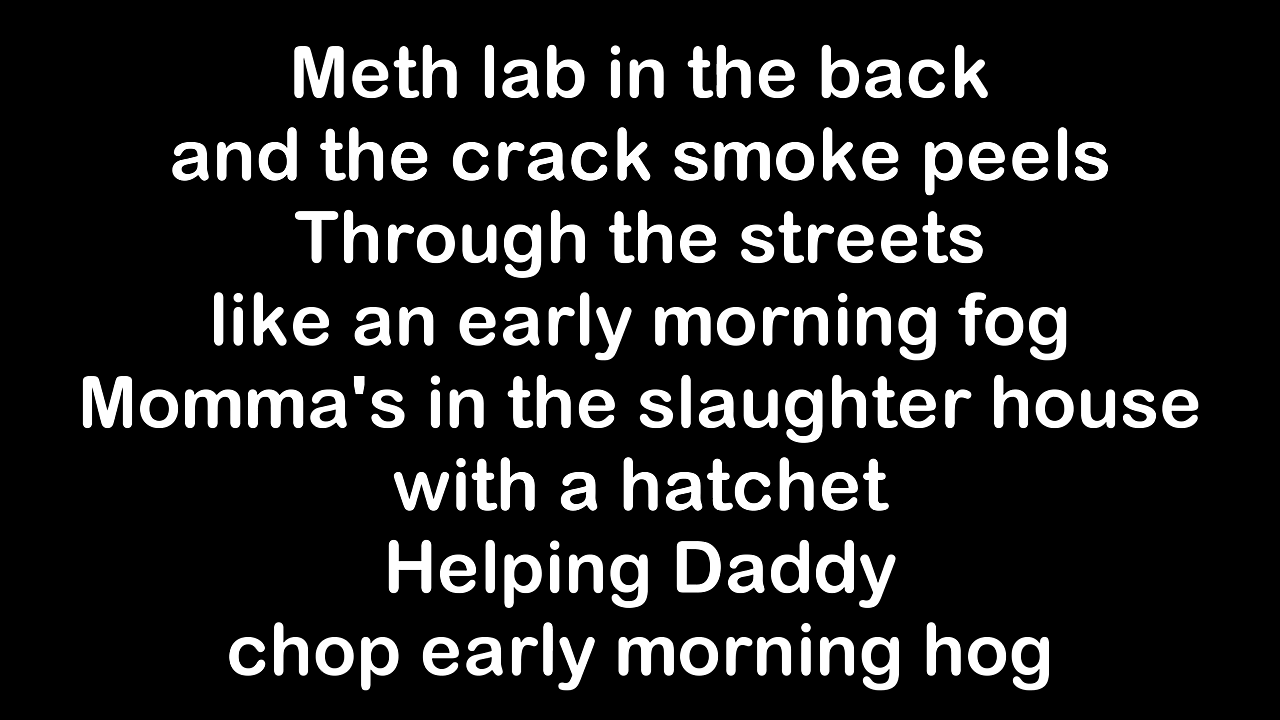 Meth lab in the back
and the crack smoke peels
Through the streets
like an early morning fog
Momma's in the slaughter house
with a hatchet
Helping Daddy
chop early morning hog